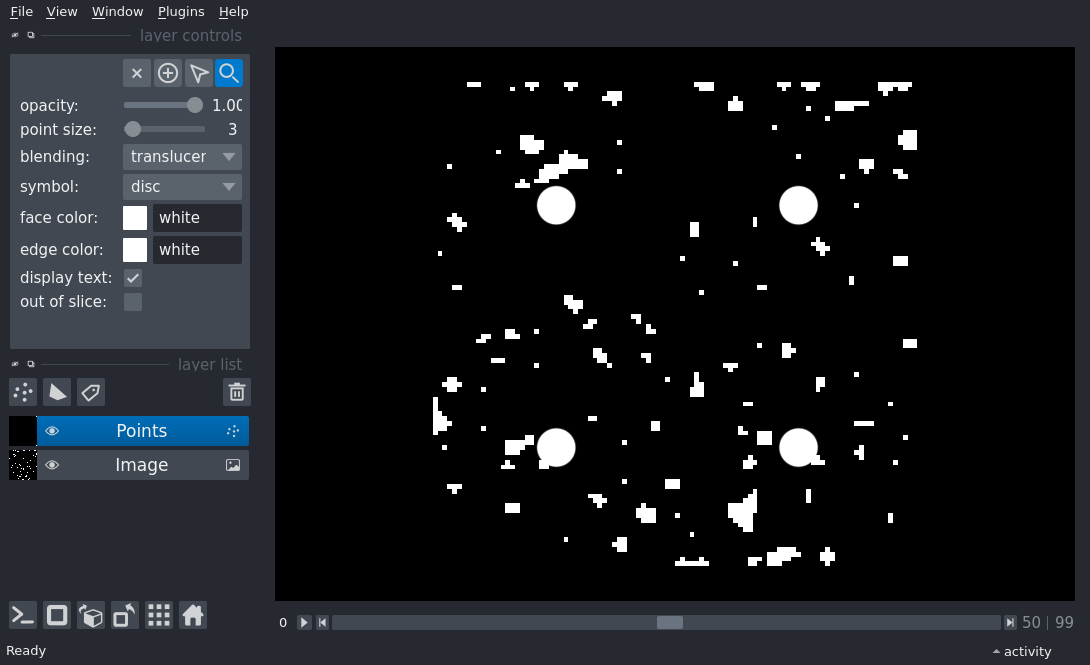 File View Window Plugins Help
layer controls
opacity: 1.00
point size: 3
blending: translucer
symbol: disc
face color: white
edge color: white
display text:
out of slice:
layer list
Points
Image
0 50 | 99
Ready activity